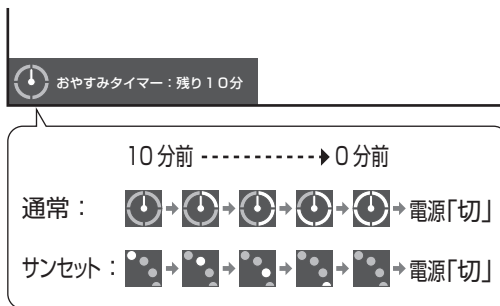 おやすみタイマー：残り１０分
10分前 0分前
通常： 電源「切」
サンセット： 電源「切」